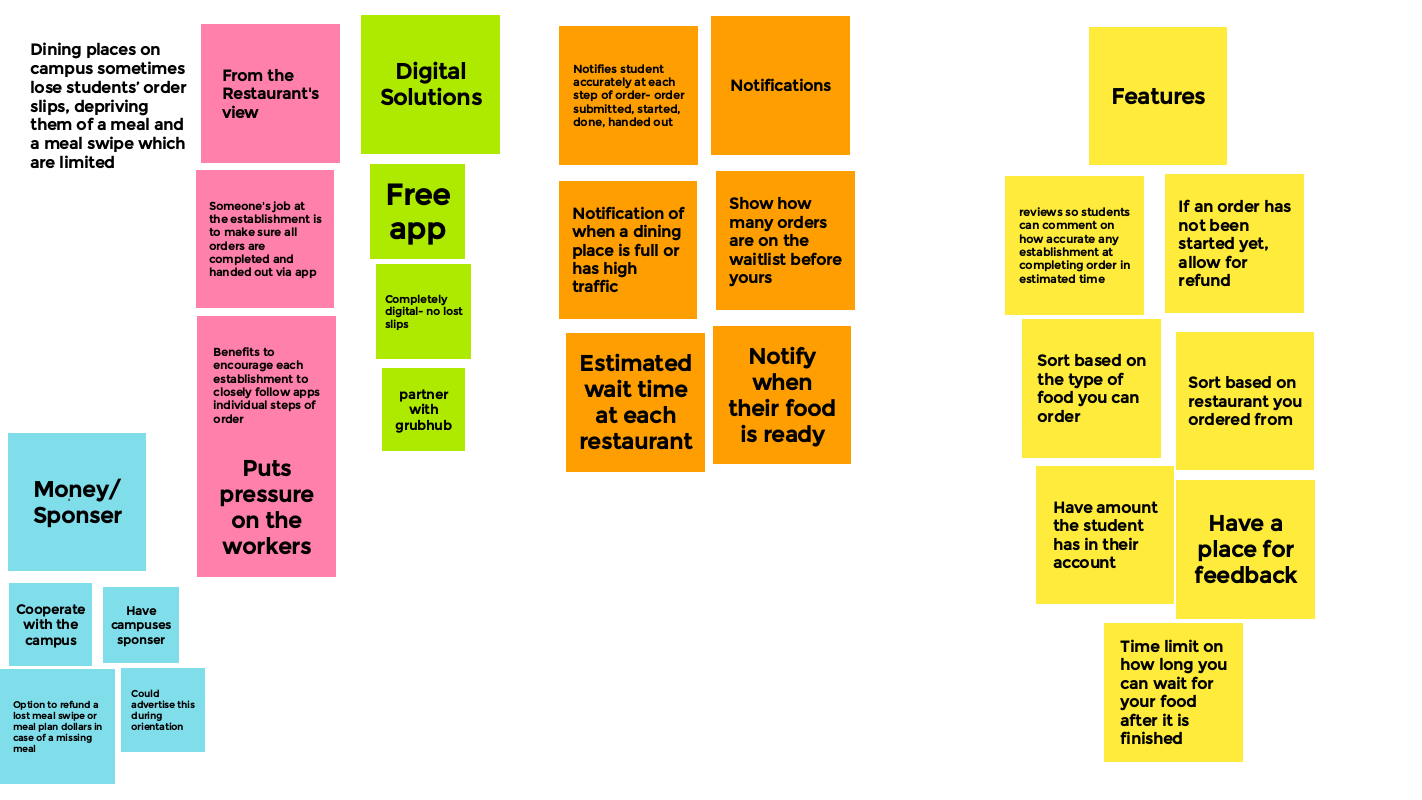 Dining places on
campus sometimes
lose students’ order
slips, depriving
them of a meal and
a meal swipe which
are limited
From the
Restaurant's
view
Someone's job at
the establishment is
to make sure all
orders are
completed and
handed out via app
Benefits to
encourage each
establishment to
closely follow apps
individual steps of
order
Puts
pressure
on the
workers
Digital
Solutions
Free
app
Completely
digital- no lost
slips
partner
with
grubhub
Notifies student
accurately at each
step of order- order
submitted, started,
done, handed out
Notifications
Notification of
when a dining
place is full or
has high
traffic
Show how
many orders
are on the
waitlist before
yours
Estimated
wait time
at each
restaurant
Notify
when
their food
is ready
Features
reviews so students
can comment on
how accurate any
establishment at
completing order in
estimated time
If an order has
not been
started yet,
allow for
refund
Sort based on
the type of
food you can
order
Sort based on
restaurant you
ordered from
Have amount
the student
has in their
account
Have a
place for
feedback
Time limit on
how long you
can wait for
your food
after it is
finished
Money/
Sponser
Cooperate
with the
campus
Have
campuses
sponser
Option to refund a
lost meal swipe or
meal plan dollars in
case of a missing
meal
Could
advertise this
during
orientation